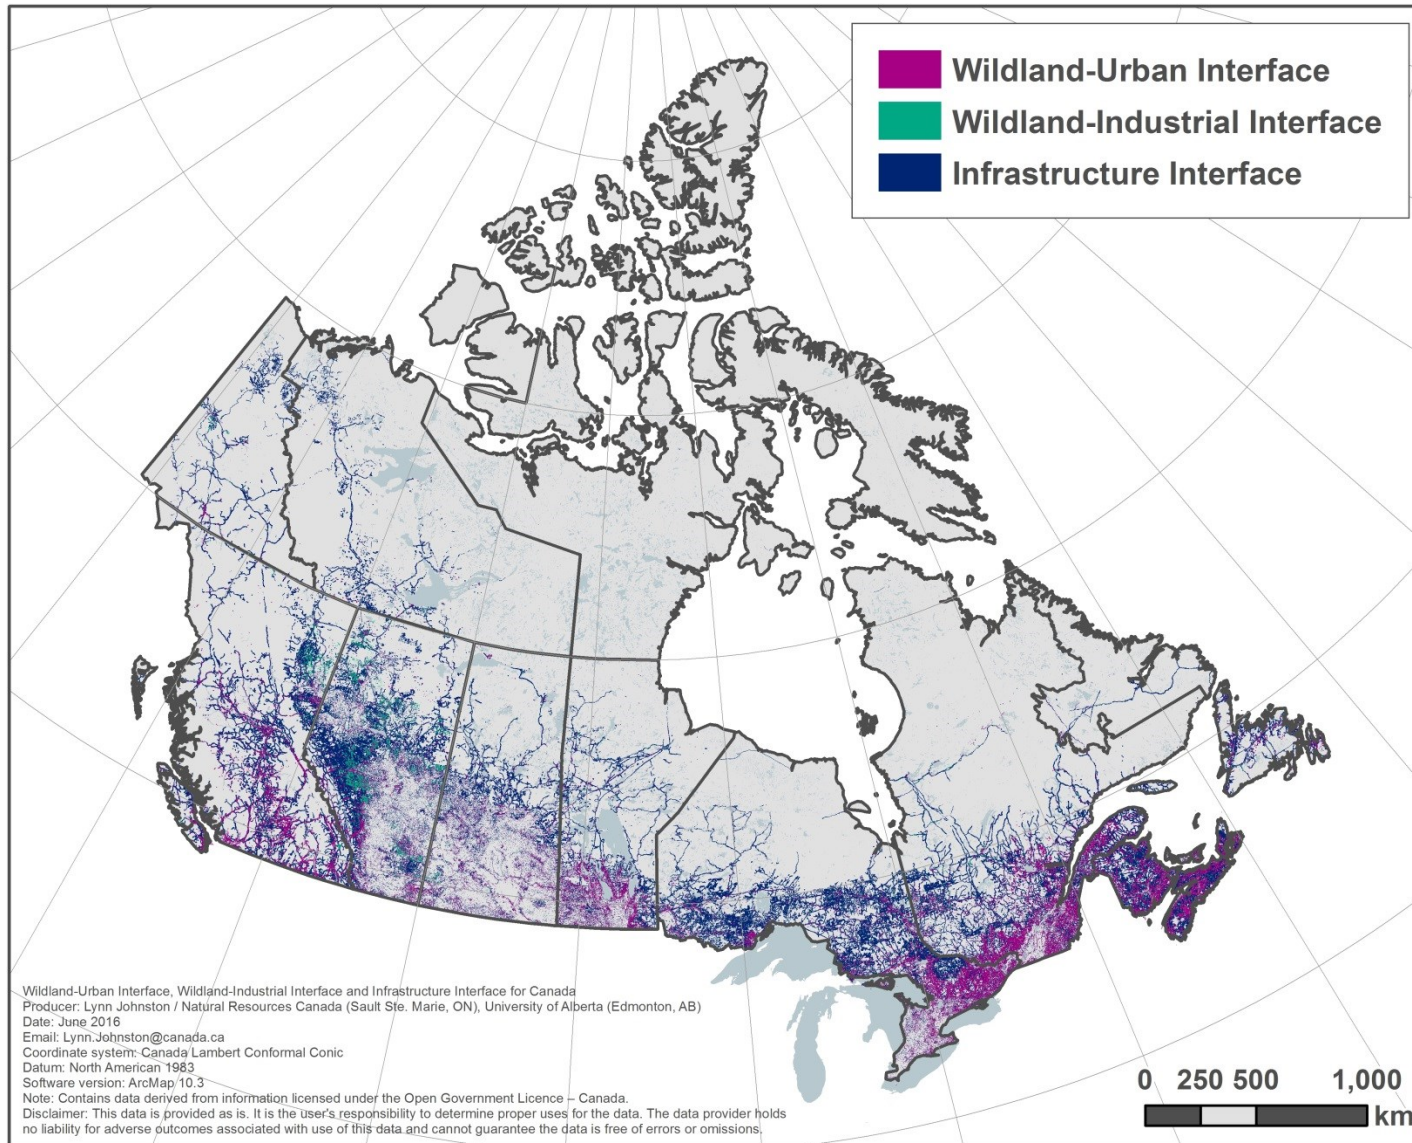 Wildland-Urban Interface
Wildland-Industrial Interface
Infrastructure Interface
Wildland-Urban Interface, Wildland-Industrial Interface and Infrastructure Interface for Canada
Producer: Lynn Johnston / Natural Resources Canada (Sault Ste. Marie, ON), University of Alberta (Edmonton, AB)
Date: June 2016
Email: Lynn.Johnston@canada.ca
Coordinate system: Canada Lambert Conformal Conic
Datum: North American 1983
Software version: ArcMap 10.3
Note: Contains data derived from information licensed under the Open Government Licence – Canada.
Disclaimer: This data is provided as is. It is the user's responsibility to determine proper uses for the data. The data provider holds
no liability for adverse outcomes associated with use of this data and cannot guarantee the data is free of errors or omissions.
0 250 500 1,000
km